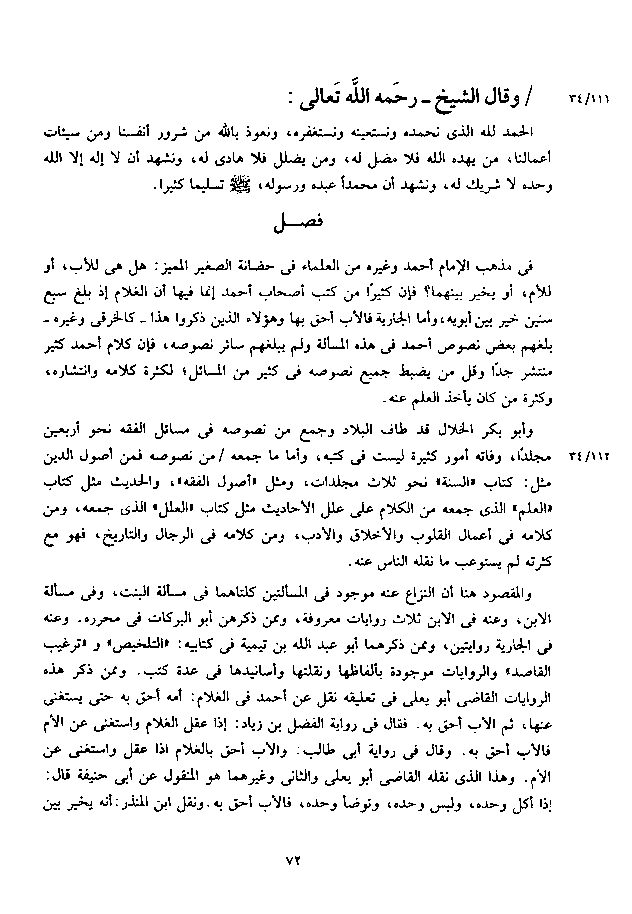 ٣٤/١١١ / وقال الشيخ ـ رحَمه اللَّه تَعالى :
الحمد لله الذى نحمده ونستعينه ونستغفره، ونعوذ بالله من شرور أنفسنا ومن سيئات
أعمالنا، من يهده الله فلا مضل له، ومن يضلل فلا هادى له، ونشهد أن لا إله إلا الله
وحده لا شريك له، ونشهد أن محمداً عبده ورسوله، ﷺ تسليما كثيرا.
فصــل
فى مذهب الإمام أحمد وغيره من العلماء فى حضانة الصغير المميز: هل هى للأب، أو
للأم، أو يخير بينهما؟ فإن كثيرًا من كتب أصحاب أحمد إنما فيها أن الغلام إذ بلغ سبع
سنين خير بين أبويه، وأما الجارية فالأب أحق بها وهؤلاء الذين ذكروا هذا ـ كالخرقى وغيره ـ
بلغهم بعض نصوص أحمد فى هذه المسألة ولم يبلغهم سائر نصوصه، فإن كلام أحمد كثير
منتشر جدًا وقل من يضبط جميع نصوصه فى كثير من المسائل؛ لكثرة كلامه وانتشاره،
وكثرة من كان يأخذ العلم عنه.
وأبو بكر الخلال قد طاف البلاد وجمع من نصوصه فى مسائل الفقه نحو أربعين
٣٤/١١٢ مجلدًا، وفاته أمور كثيرة ليست فى كتبه، وأما ما جمعه / من نصوصه فمن أصول الدين
مثل: كتاب «السنة» نحو ثلاث مجلدات، ومثل «أصول الفقه»، والحديث مثل كتاب
«العلم» الذى جمعه من الكلام على علل الأحاديث مثل كتاب «العلل» الذى جمعه، ومن
كلامه فى أعمال القلوب والأخلاق والأدب، ومن كلامه فى الرجال والتاريخ، فهو مع
كثرته لم يستوعب ما نقله الناس عنه.
والمقصود هنا أن النزاع عنه موجود فى المسألتين كلتاهما فى مسألة البنت، وفى مسألة
الابن، وعنه فى الابن ثلاث روايات معروفة، وممن ذكرهن أبو البركات فى محرره. وعنه
فى الجارية روايتين، وممن ذكرهما أبو عبد الله بن تيمية فى كتابيه: «التلخيص» و «ترغيب
القاصد» والروايات موجودة بألفاظها ونقلتها وأسانيدها فى عدة كتب. وممن ذكر هذه
الروايات القاضى أبو يعلى فى تعليقه نقل عن أحمد فى الغلام: أمه أحق به حتى يستغنى
عنها، ثم الأب أحق به. فقال فى رواية الفضل بن زياد: إذا عقل الغلام واستغنى عن الأم
فالأب أحق به. وقال فى رواية أبى طالب: والأب أحق بالغلام اذا عقل واستغنى عن
الأم. وهذا الذى نقله القاضى أبو يعلى والثانى وغيرهما هو المنقول عن أبى حنيفة قال:
إذا أكل وحده، ولبس وحده، وتوضأ وحده، فالأب أحق به. ونقل ابن المنذر: أنه يخير بين
٧٢